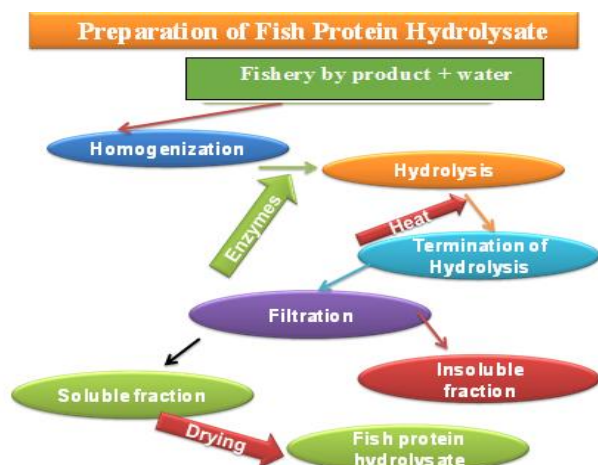 Preparation of Fish Protein Hydrolysate
Fishery by product + water
Homogenization
Hydrolysis
Enzymes
Heat
Termination of
Hydrolysis
Filtration
Insoluble
fraction
Soluble fraction
Drying
Fish protein
hydrolysate